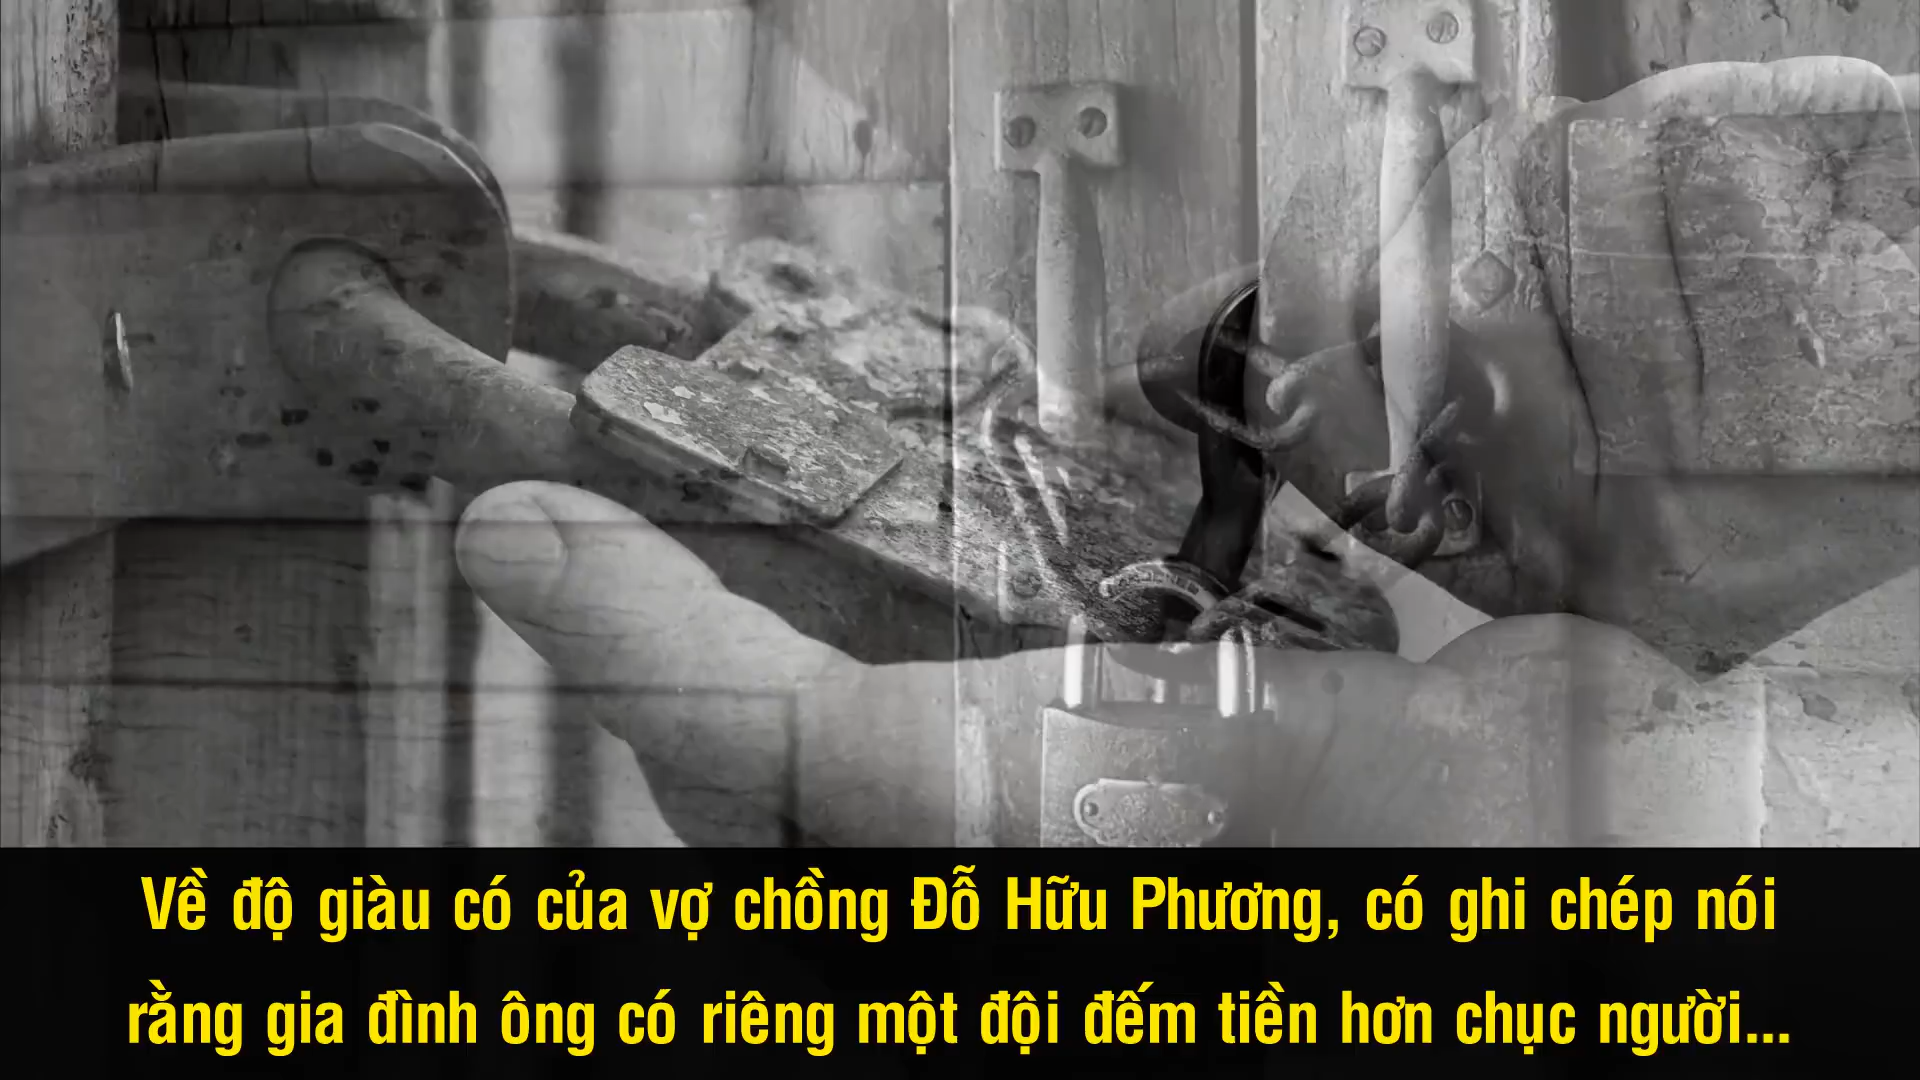 Về độ giàu có của vợ chồng Đỗ Hữu Phương, có ghi chép nói
rằng gia đình ông có riêng một đội đếm tiền hơn chục người...